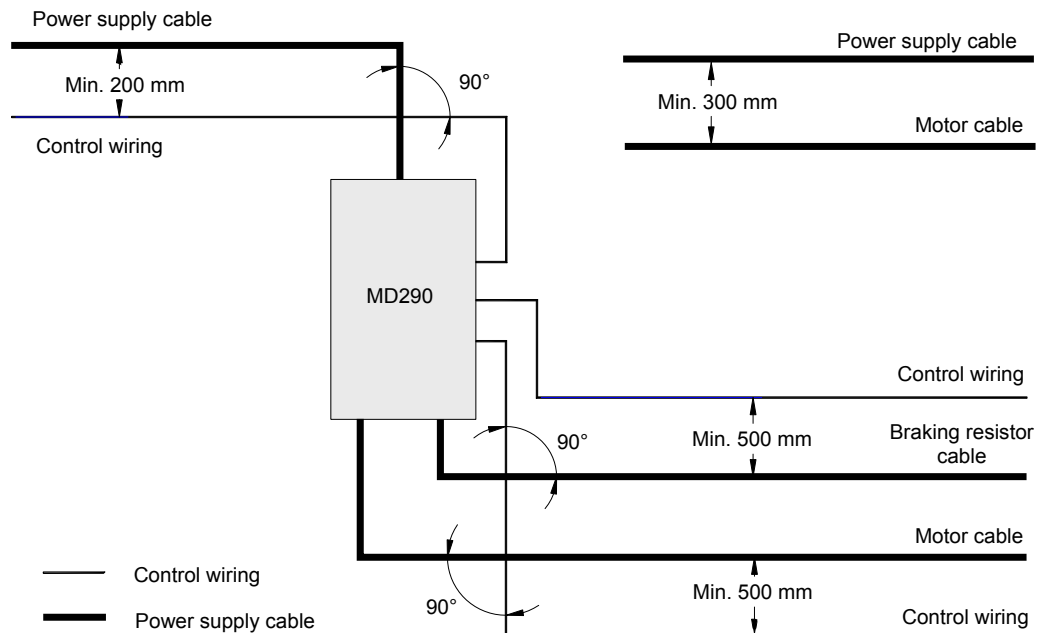 Power supply cable
Power supply cable
90°
Min. 200 mm
Min. 300 mm
Motor cable
Control wiring
MD290
Control wiring
90°
Min. 500 mm
Braking resistor
cable
Motor cable
Control wiring
Min. 500 mm
90°
Control wiring
Power supply cable